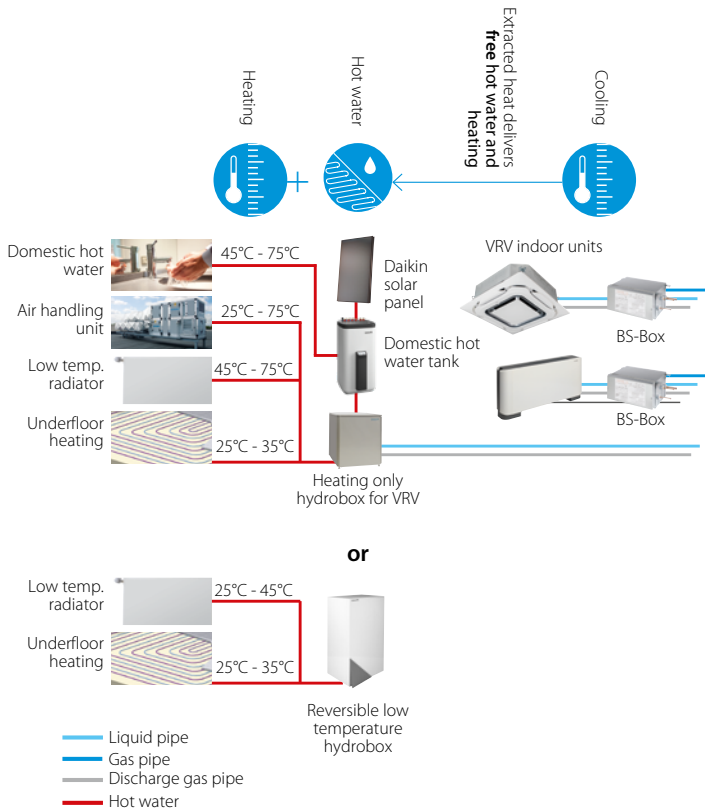 Heating
Hot water
Extracted heat delivers
free hot water and
heating
Cooling
Domestic hot
water
45°C - 75°C
Air handling
unit
25°C - 75°C
Low temp.
radiator
45°C - 75°C
Underfloor
heating
25°C - 35°C
Daikin
solar
panel
Domestic hot
water tank
Heating only
hydrobox for VRV
VRV indoor units
BS-Box
BS-Box
or
Low temp.
radiator
25°C - 45°C
Underfloor
heating
25°C - 35°C
Reversible low
temperature
hydrobox
Liquid pipe
Gas pipe
Discharge gas pipe
Hot water